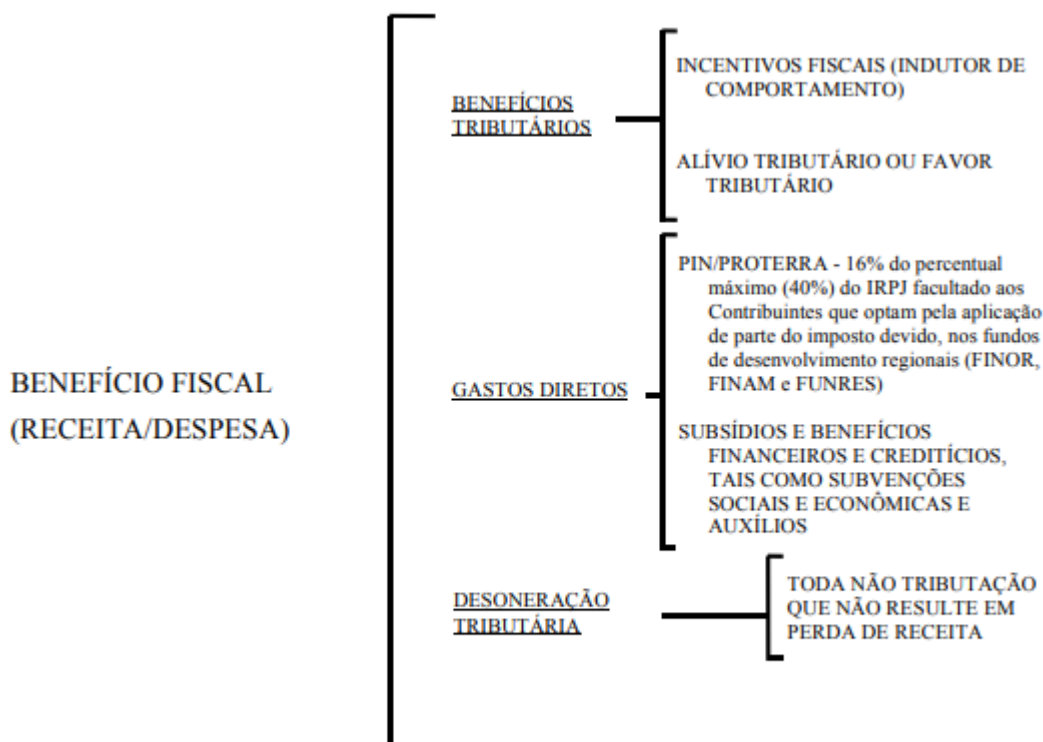 BENEFÍCIO FISCAL
(RECEITA/DESPESA)
BENEFÍCIOS
TRIBUTÁRIOS
INCENTIVOS FISCAIS (INDUTOR DE
COMPORTAMENTO)
ALÍVIO TRIBUTÁRIO OU FAVOR
TRIBUTÁRIO
GASTOS DIRETOS
PIN/PROTERRA - 16% do percentual
máximo (40%) do IRPJ facultado aos
Contribuintes que optam pela aplicação
de parte do imposto devido, nos fundos
de desenvolvimento regionais (FINOR,
FINAM e FUNRES)
SUBSÍDIOS E BENEFÍCIOS
FINANCEIROS E CREDITÍCIOS,
TAIS COMO SUBVENÇÕES
SOCIAIS E ECONÔMICAS E
AUXÍLIOS
DESONERAÇÃO
TRIBUTÁRIA
TODA NÃO TRIBUTAÇÃO
QUE NÃO RESULTE EM
PERDA DE RECEITA